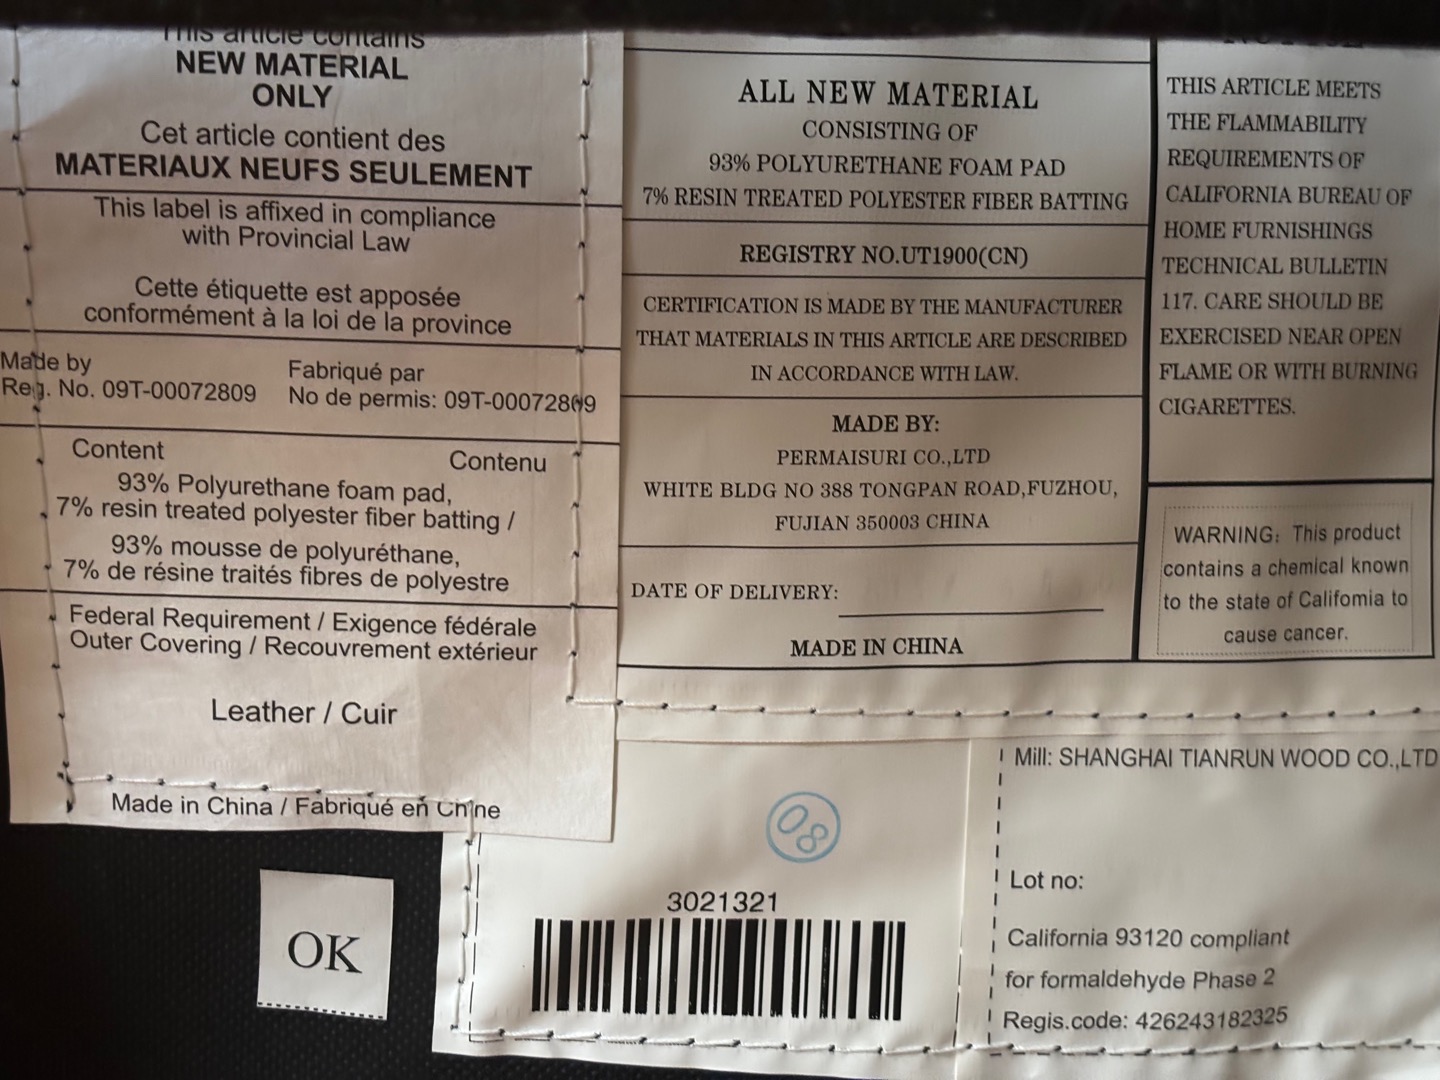 This article contains
NEW MATERIAL
ONLY
Cet article contient des
MATERIAUX NEUFS SEULEMENT
This label is affixed in compliance
with Provincial Law
Cette étiquette est apposée
conformément à la loi de la province
Made by
Reg. No. 09T-00072809
Fabriqué par
No de permis: 09T-00072809
Content
Contenu
93% Polyurethane foam pad,
7% resin treated polyester fiber batting /
93% mousse de polyuréthane,
7% de résine traités fibres de polyestre
Federal Requirement / Exigence fédérale
Outer Covering / Recouvrement extérieur
Leather / Cuir
Made in China / Fabriqué en Chine
OK
ALL NEW MATERIAL
CONSISTING OF
93% POLYURETHANE FOAM PAD
7% RESIN TREATED POLYESTER FIBER BATTING
REGISTRY NO.UT1900(CN)
CERTIFICATION IS MADE BY THE MANUFACTURER
THAT MATERIALS IN THIS ARTICLE ARE DESCRIBED
IN ACCORDANCE WITH LAW.
MADE BY:
PERMAISURI CO.,LTD
WHITE BLDG NO 388 TONGPAN ROAD,FUZHOU,
FUJIAN 350003 CHINA
DATE OF DELIVERY:
MADE IN CHINA
NOTICE
THIS ARTICLE MEETS
THE FLAMMABILITY
REQUIREMENTS OF
CALIFORNIA BUREAU OF
HOME FURNISHINGS
TECHNICAL BULLETIN
117. CARE SHOULD BE
EXERCISED NEAR OPEN
FLAME OR WITH BURNING
CIGARETTES.
WARNING: This product
contains a chemical known
to the state of Califomia to
cause cancer.
08
3021321
Mill: SHANGHAI TIANRUN WOOD CO.,LTD
Lot no:
California 93120 compliant
for formaldehyde Phase 2
Regis.code: 426243182325